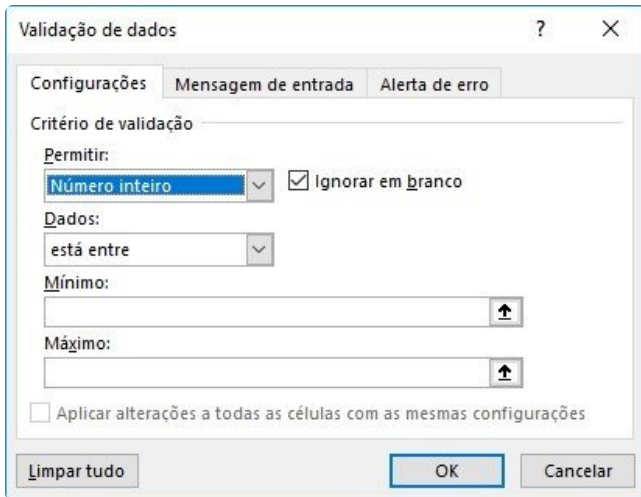 Validação de dados ?
Configurações Mensagem de entrada Alerta de erro
Critério de validação
Permitir:
Número inteiro Ignorar em branco
Dados:
está entre
Mínimo:
Máximo:
Aplicar alterações a todas as células com as mesmas configurações
Limpar tudo OK Cancelar